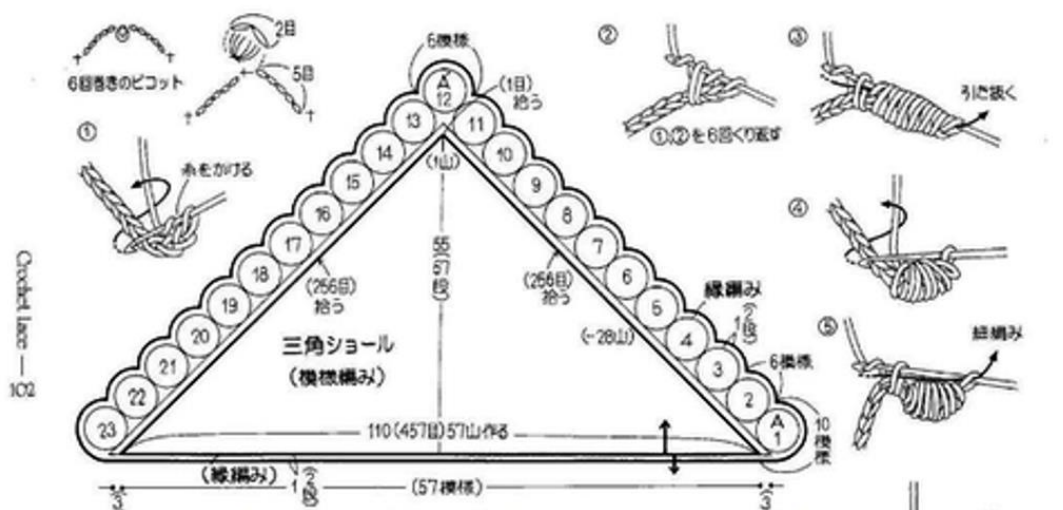 2目
5目
6回巻きのピコット
①
糸をかける
6模様
A
12
(1目)
拾う
13
11
14
10
15
9
16
8
17
7
18
6
19
5
20
4
21
3
22
2
23
A
1
(1山)
55(57段)
(256目)
拾う
(256目)
拾う
縁編み
1(2段)
(-28山)
6模様
10模様
三角ショール
(模様編み)
110(457目)57山作る
(縁編み)
1(2段)
(57模様)
3
3
②
①,②を6回くり返す
③
引き抜く
④
⑤
細編み
Crochet lace — 102